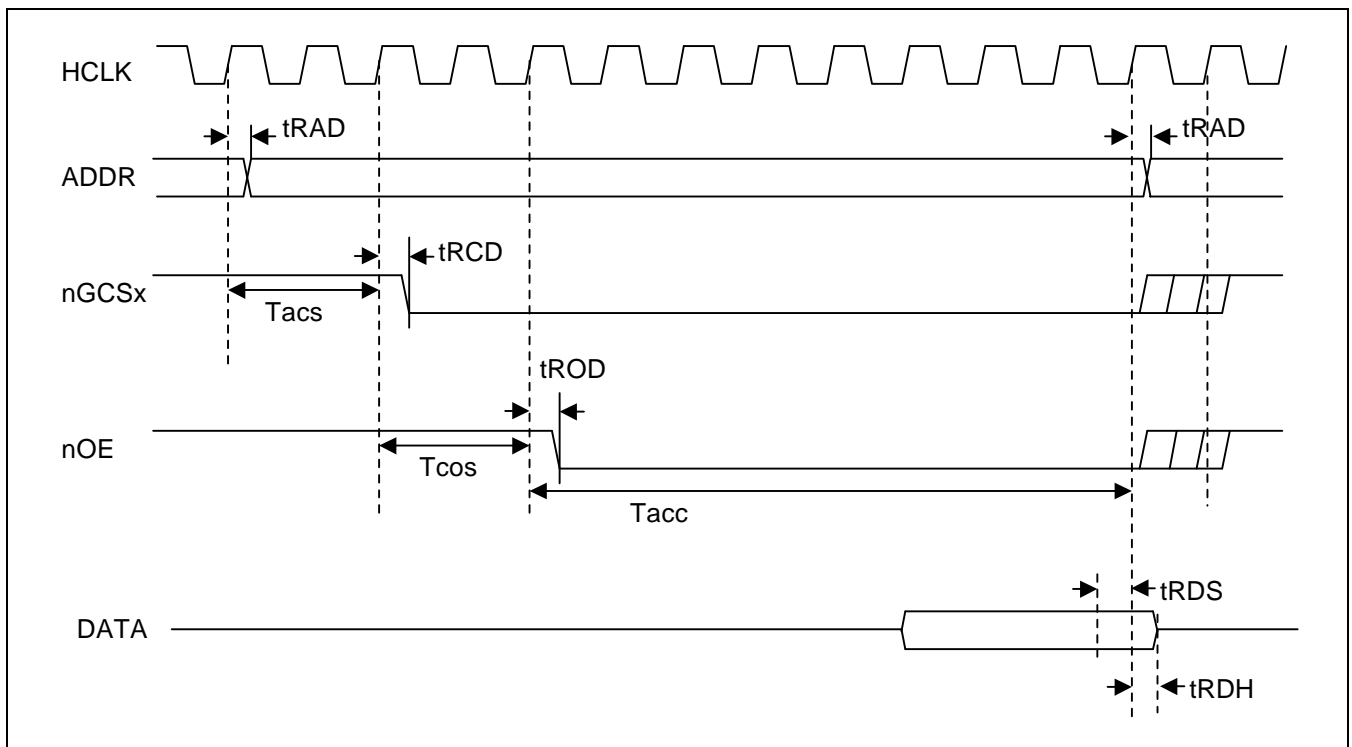 HCLK
tRAD
tRAD
ADDR
tRCD
nGCSx
Tacs
tROD
nOE
Tcos
Tacc
tRDS
DATA
tRDH